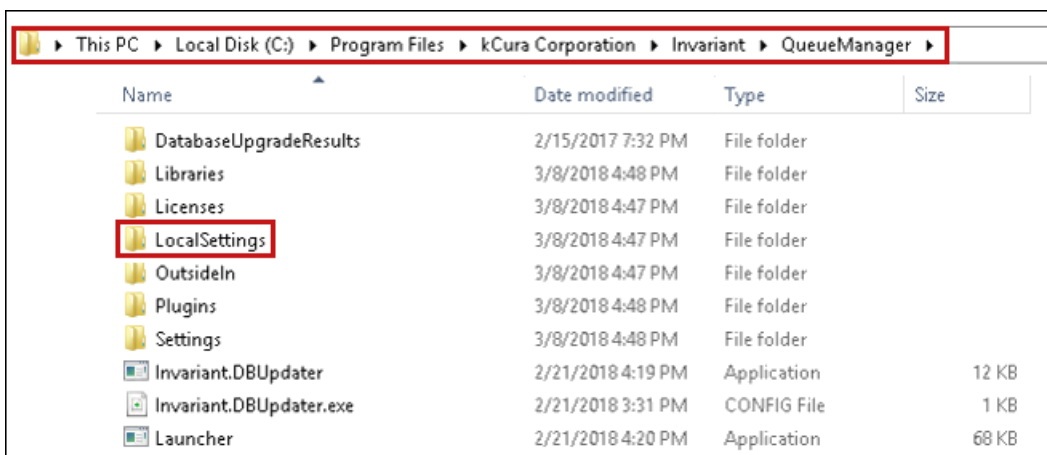 This PC Local Disk (C:) Program Files kCura Corporation Invariant QueueManager
Name Date modified Type Size
DatabaseUpgradeResults 2/15/2017 7:32 PM File folder
Libraries 3/8/2018 4:48 PM File folder
Licenses 3/8/2018 4:47 PM File folder
LocalSettings 3/8/2018 4:47 PM File folder
OutsideIn 3/8/2018 4:47 PM File folder
Plugins 3/8/2018 4:48 PM File folder
Settings 3/8/2018 4:48 PM File folder
Invariant.DBUpdater 2/21/2018 4:19 PM Application 12 KB
Invariant.DBUpdater.exe 2/21/2018 3:31 PM CONFIG File 1 KB
Launcher 2/21/2018 4:20 PM Application 68 KB